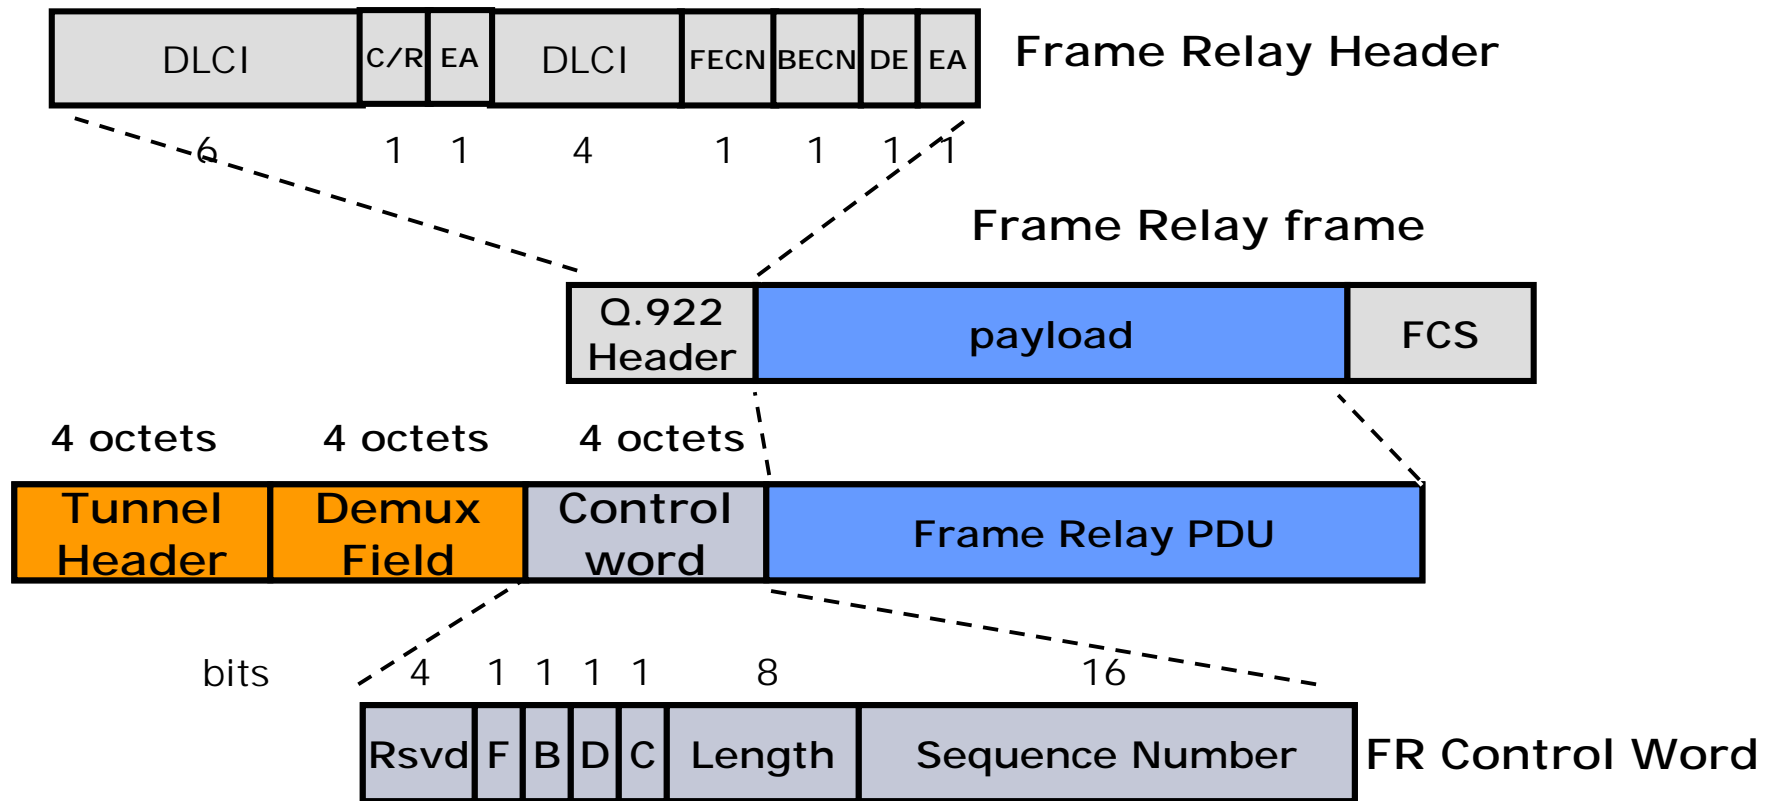 DLCI C/R EA DLCI FECN BECN DE EA Frame Relay Header
6 1 1 4 1 1 1 1
Frame Relay frame
Q.922
Header
payload
FCS
4 octets 4 octets 4 octets
Tunnel
Header
Demux
Field
Control
word
Frame Relay PDU
bits 4 1 1 1 1 8 16
Rsvd F B D C Length Sequence Number FR Control Word